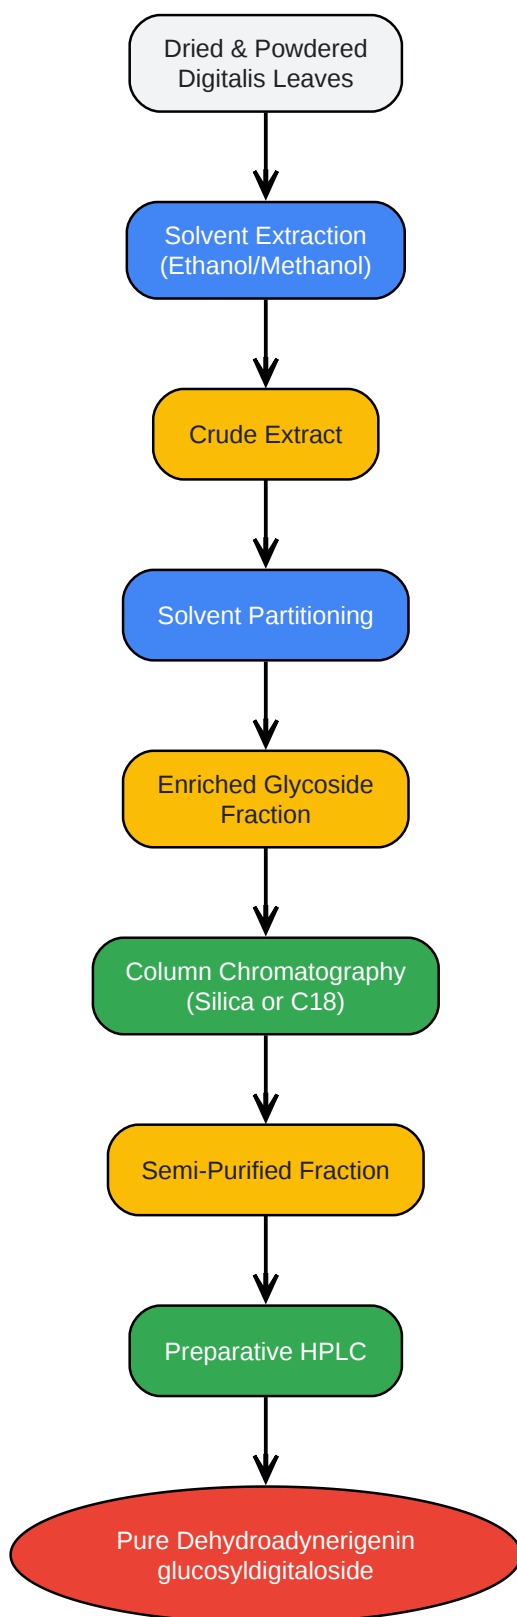 Dried & Powdered
Digitalis Leaves
Solvent Extraction
(Ethanol/Methanol)
Crude Extract
Solvent Partitioning
Enriched Glycoside
Fraction
Column Chromatography
(Silica or C18)
Semi-Purified Fraction
Preparative HPLC
Pure Dehydroadynerigenin
glucosyldigitaloside